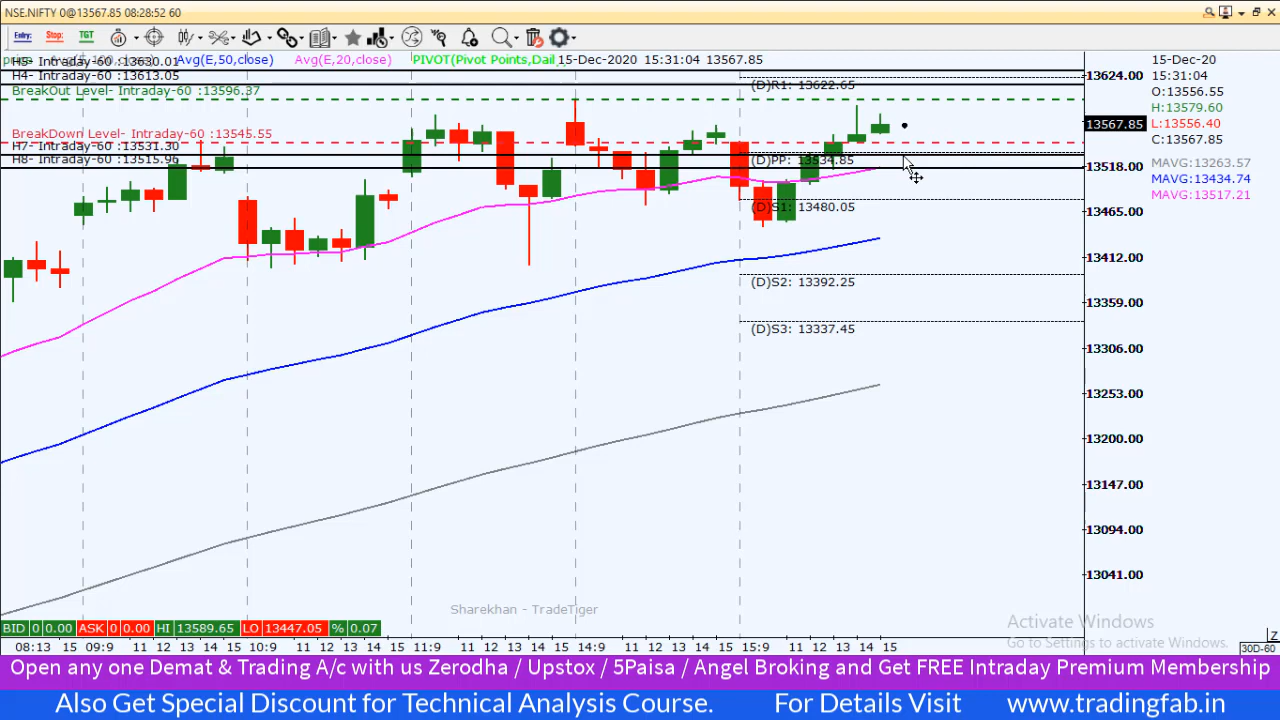 NSE.NIFTY 0@13567.85 08:28:52 60
Entry: Stop: TGT
Avg(E,50,close) Avg(E,20,close) PIVOT(Pivot Points,Daily) 15-Dec-2020 15:31:04 13567.85
H5- Intraday-60 :13630.01
H4- Intraday-60 :13613.05
BreakOut Level- Intraday-60 :13596.37
BreakDown Level- Intraday-60 :13545.55
H7- Intraday-60 :13531.30
H8- Intraday-60 :13515.96
(D)R1: 13622.65
(D)PP: 13534.85
(D)S1: 13480.05
(D)S2: 13392.25
(D)S3: 13337.45
13624.00
13567.85
13518.00
13465.00
13412.00
13359.00
13306.00
13253.00
13200.00
13147.00
13094.00
13041.00
15-Dec-20
15:31:04
O:13556.55
H:13579.60
L:13556.40
C:13567.85
MAVG:13263.57
MAVG:13434.74
MAVG:13517.21
Sharekhan - TradeTiger
Activate Windows
Go to Settings to activate Windows.
BID 0 0.00 ASK 0 0.00 HI 13589.65 LO 13447.05 % 0.07
Z
08:13 15 09:9 11 12 13 14 15 10:9 11 12 13 14 15 11:9 11 12 13 14 15 14:9 11 12 13 14 15 15:9 11 12 13 14 15 30D-60
Open any one Demat & Trading A/c with us Zerodha / Upstox / 5Paisa / Angel Broking and Get FREE Intraday Premium Membership
Also Get Special Discount for Technical Analysis Course. For Details Visit www.tradingfab.in